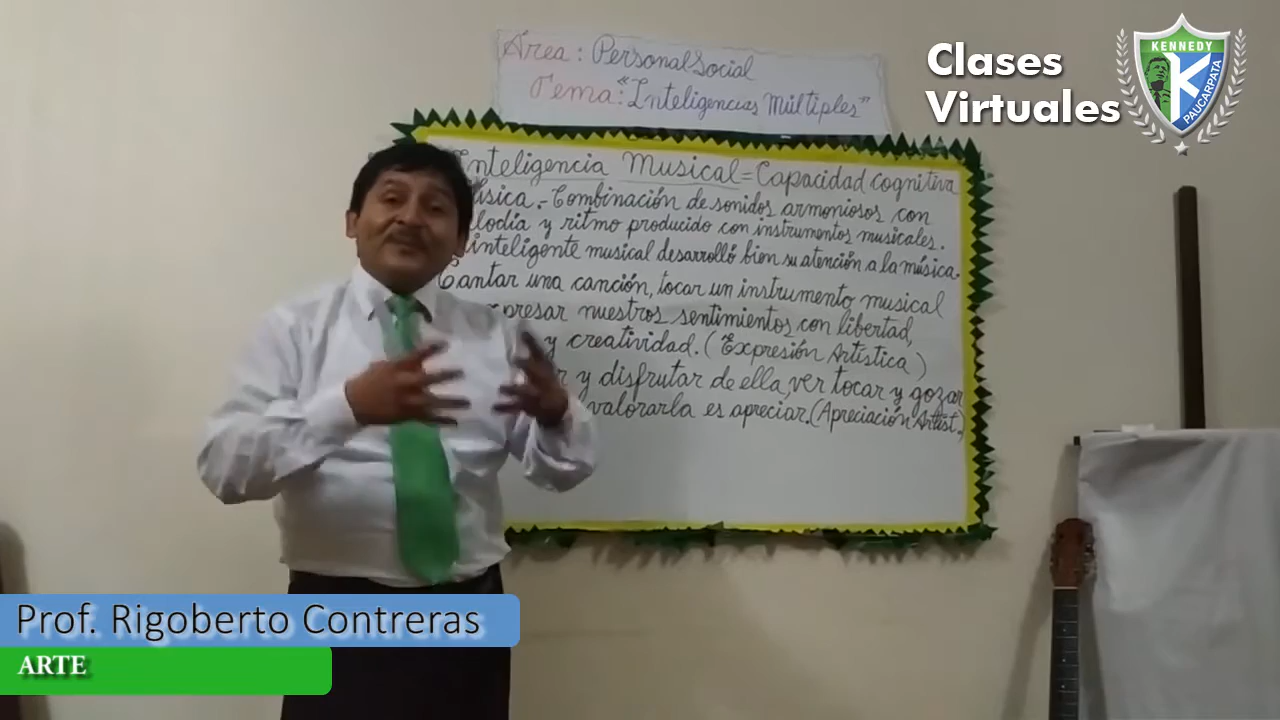 Área: Personal Social
Tema: "Inteligencias Múltiples"
Clases
Virtuales
KENNEDY
PAUCARPATA
Inteligencia Musical = Capacidad cognitiva
.- Combinación de sonidos armoniosos con
y ritmo producido con instrumentos musicales.
inteligente musical desarrolló bien su atención a la música.
Cantar una canción, tocar un instrumento musical
nuestros sentimientos con libertad,
y creatividad. (Expresión Artística)
y disfrutar de ella, ver tocar y gozar
valorarla es apreciar. (Apreciación Artíst.
Prof. Rigoberto Contreras
ARTE